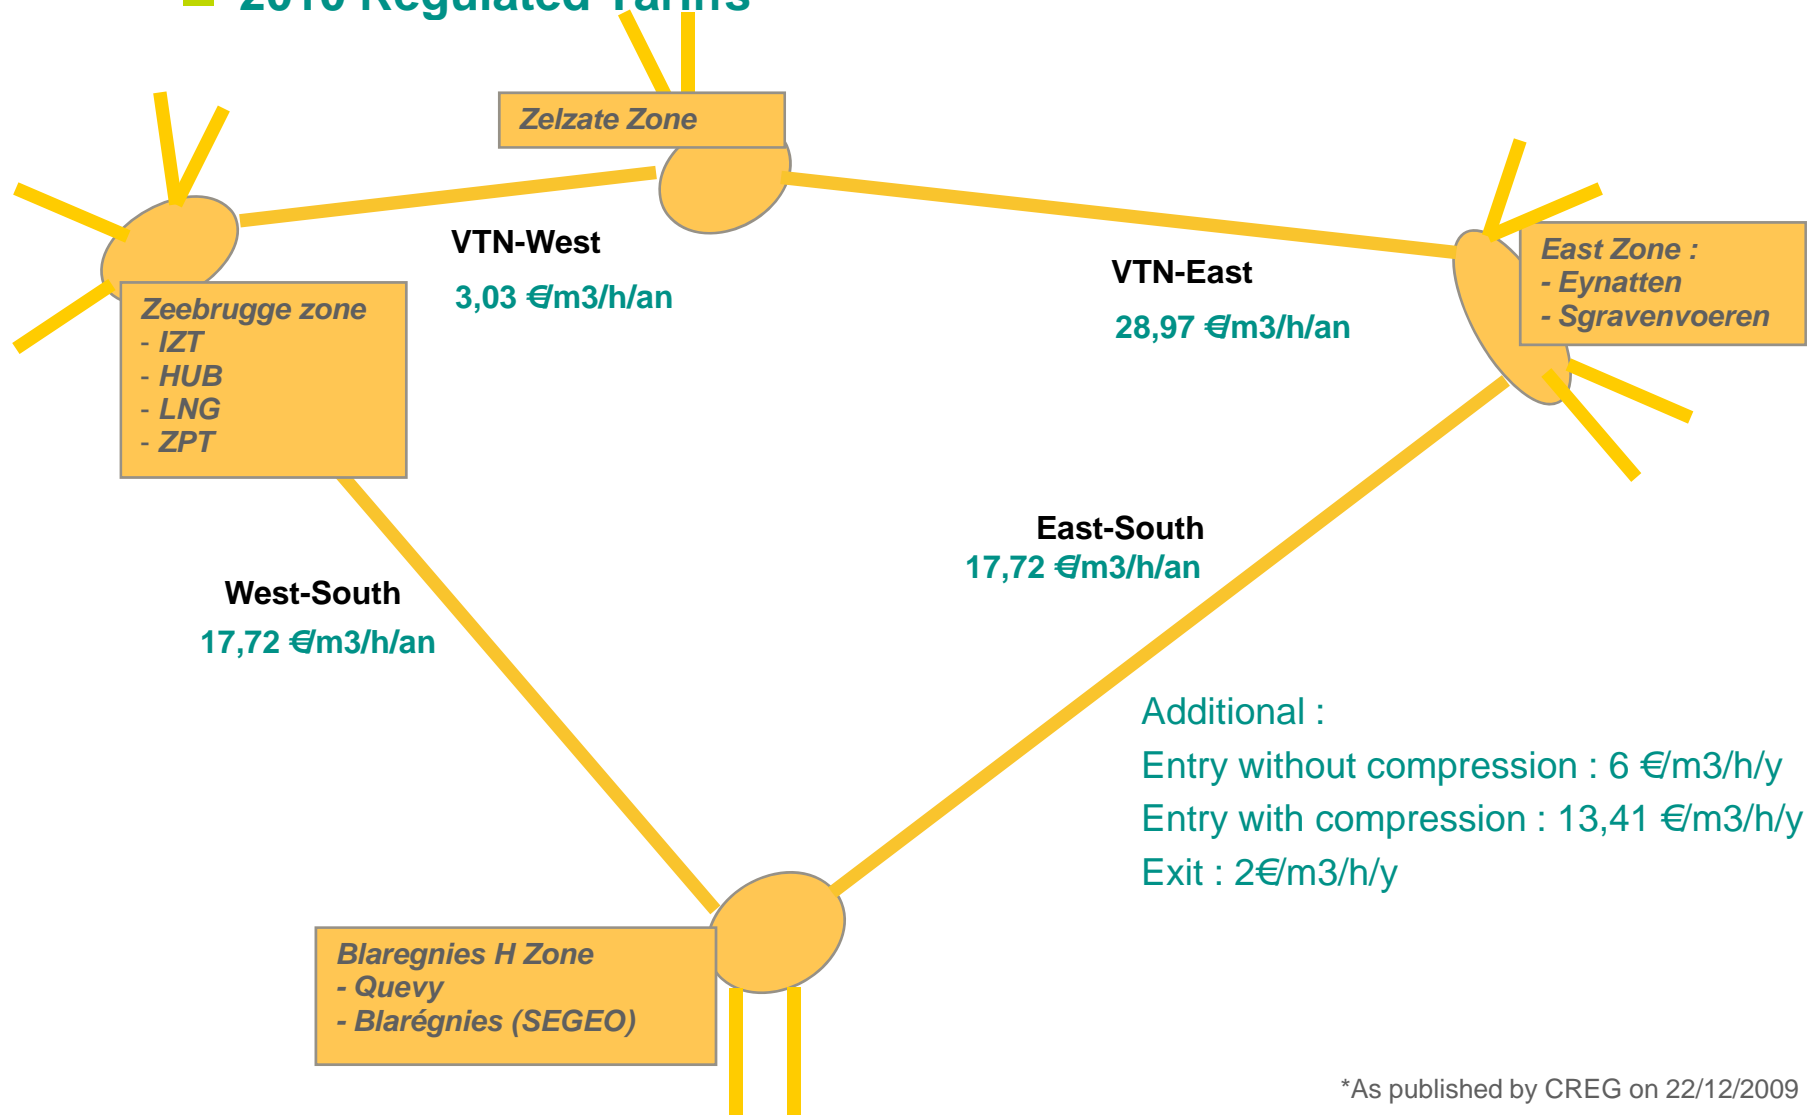 2010 Regulated Tariffs
Zelzate Zone
VTN-West
3,03 €/m3/h/an
VTN-East
28,97 €/m3/h/an
East Zone :
- Eynatten
- Sgravenvoeren
Zeebrugge zone
- IZT
- HUB
- LNG
- ZPT
East-South
17,72 €/m3/h/an
West-South
17,72 €/m3/h/an
Additional :
Entry without compression : 6 €/m3/h/y
Entry with compression : 13,41 €/m3/h/y
Exit : 2€/m3/h/y
Blaregnies H Zone
- Quevy
- Blarégnies (SEGEO)
*As published by CREG on 22/12/2009